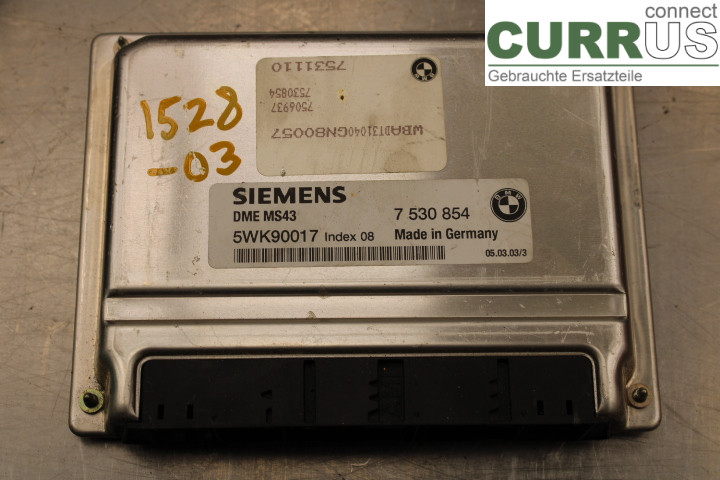 connect
CURRUS
Gebrauchte Ersatzteile
7531110
7530854
7506937
WBADT31040GN80057
1528
-03
SIEMENS
DME MS43
7 530 854
BMW
5WK90017 Index 08
Made in Germany
05.03.03/3